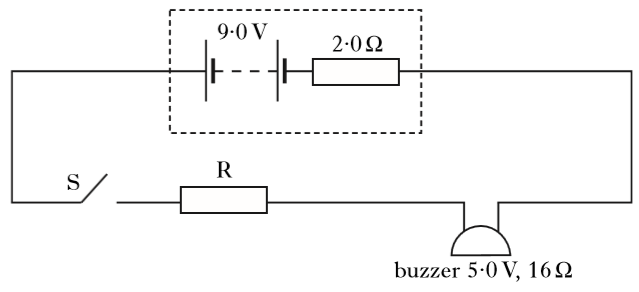 9·0 V
2·0 Ω
S
R
buzzer 5·0 V, 16 Ω